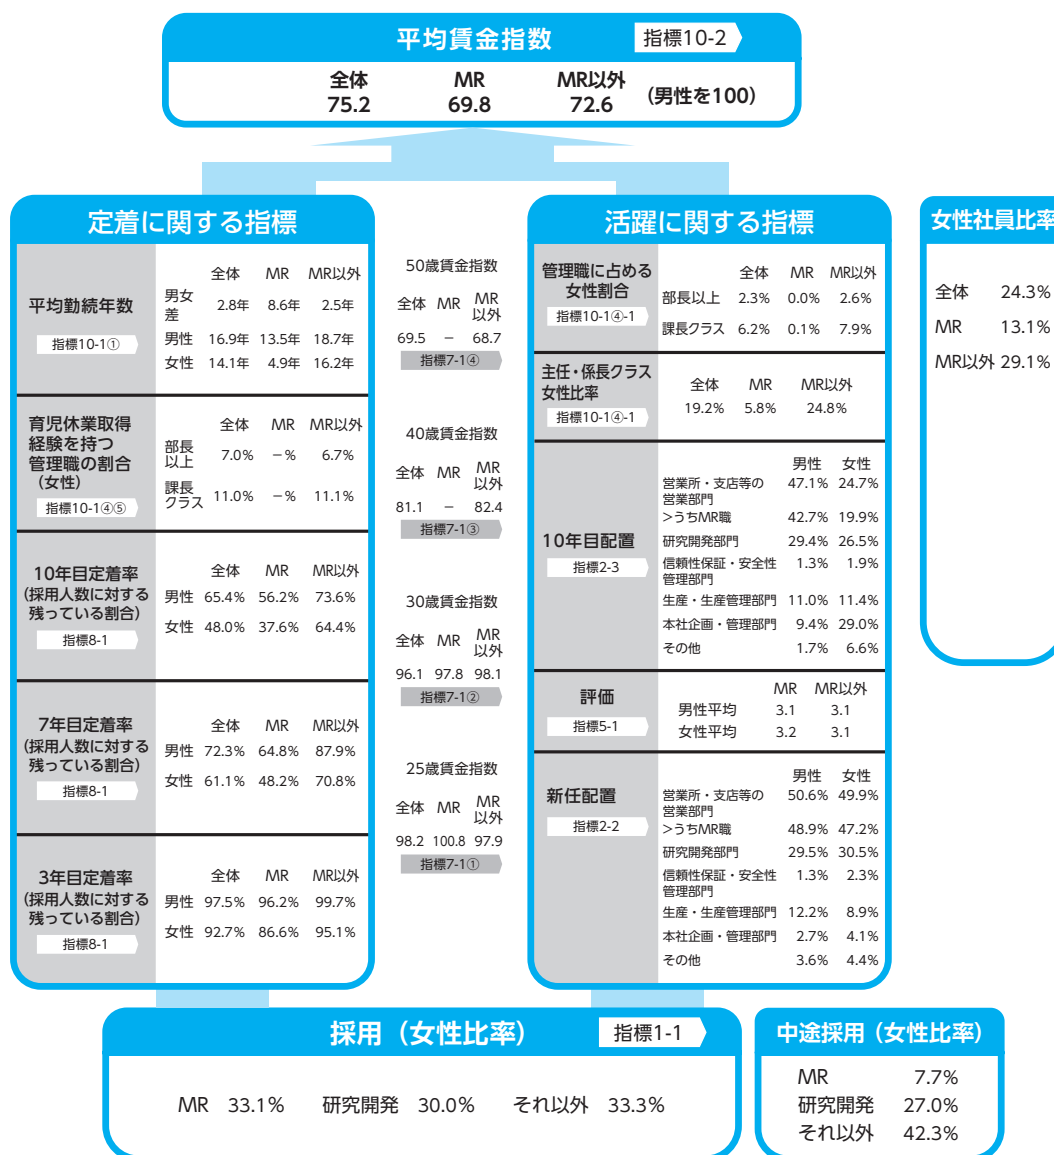 平均賃金指数 指標10-2
全体 MR MR以外
75.2 69.8 72.6 (男性を100)
定着に関する指標
平均勤続年数
指標10-1①
全体 MR MR以外
男女差 2.8年 8.6年 2.5年
男性 16.9年 13.5年 18.7年
女性 14.1年 4.9年 16.2年
育児休業取得
経験を持つ
管理職の割合
(女性)
指標10-1④⑤
全体 MR MR以外
部長以上 7.0% −% 6.7%
課長クラス 11.0% −% 11.1%
10年目定着率
(採用人数に対する
残っている割合)
指標8-1
全体 MR MR以外
男性 65.4% 56.2% 73.6%
女性 48.0% 37.6% 64.4%
7年目定着率
(採用人数に対する
残っている割合)
指標8-1
全体 MR MR以外
男性 72.3% 64.8% 87.9%
女性 61.1% 48.2% 70.8%
3年目定着率
(採用人数に対する
残っている割合)
指標8-1
全体 MR MR以外
男性 97.5% 96.2% 99.7%
女性 92.7% 86.6% 95.1%
50歳賃金指数
全体 MR MR以外
69.5 − 68.7
指標7-1④
40歳賃金指数
全体 MR MR以外
81.1 − 82.4
指標7-1③
30歳賃金指数
全体 MR MR以外
96.1 97.8 98.1
指標7-1②
25歳賃金指数
全体 MR MR以外
98.2 100.8 97.9
指標7-1①
活躍に関する指標
管理職に占める
女性割合
指標10-1④-1
全体 MR MR以外
部長以上 2.3% 0.0% 2.6%
課長クラス 6.2% 0.1% 7.9%
主任・係長クラス
女性比率
指標10-1④-1
全体 MR MR以外
19.2% 5.8% 24.8%
10年目配置
指標2-3
男性 女性
営業所・支店等の 47.1% 24.7%
営業部門
>うちMR職 42.7% 19.9%
研究開発部門 29.4% 26.5%
信頼性保証・安全性 1.3% 1.9%
管理部門
生産・生産管理部門 11.0% 11.4%
本社企画・管理部門 9.4% 29.0%
その他 1.7% 6.6%
評価
指標5-1
MR MR以外
男性平均 3.1 3.1
女性平均 3.2 3.1
新任配置
指標2-2
男性 女性
営業所・支店等の 50.6% 49.9%
営業部門
>うちMR職 48.9% 47.2%
研究開発部門 29.5% 30.5%
信頼性保証・安全性 1.3% 2.3%
管理部門
生産・生産管理部門 12.2% 8.9%
本社企画・管理部門 2.7% 4.1%
その他 3.6% 4.4%
女性社員比率
全体 24.3%
MR 13.1%
MR以外 29.1%
採用(女性比率) 指標1-1
MR 33.1% 研究開発 30.0% それ以外 33.3%
中途採用(女性比率)
MR 7.7%
研究開発 27.0%
それ以外 42.3%